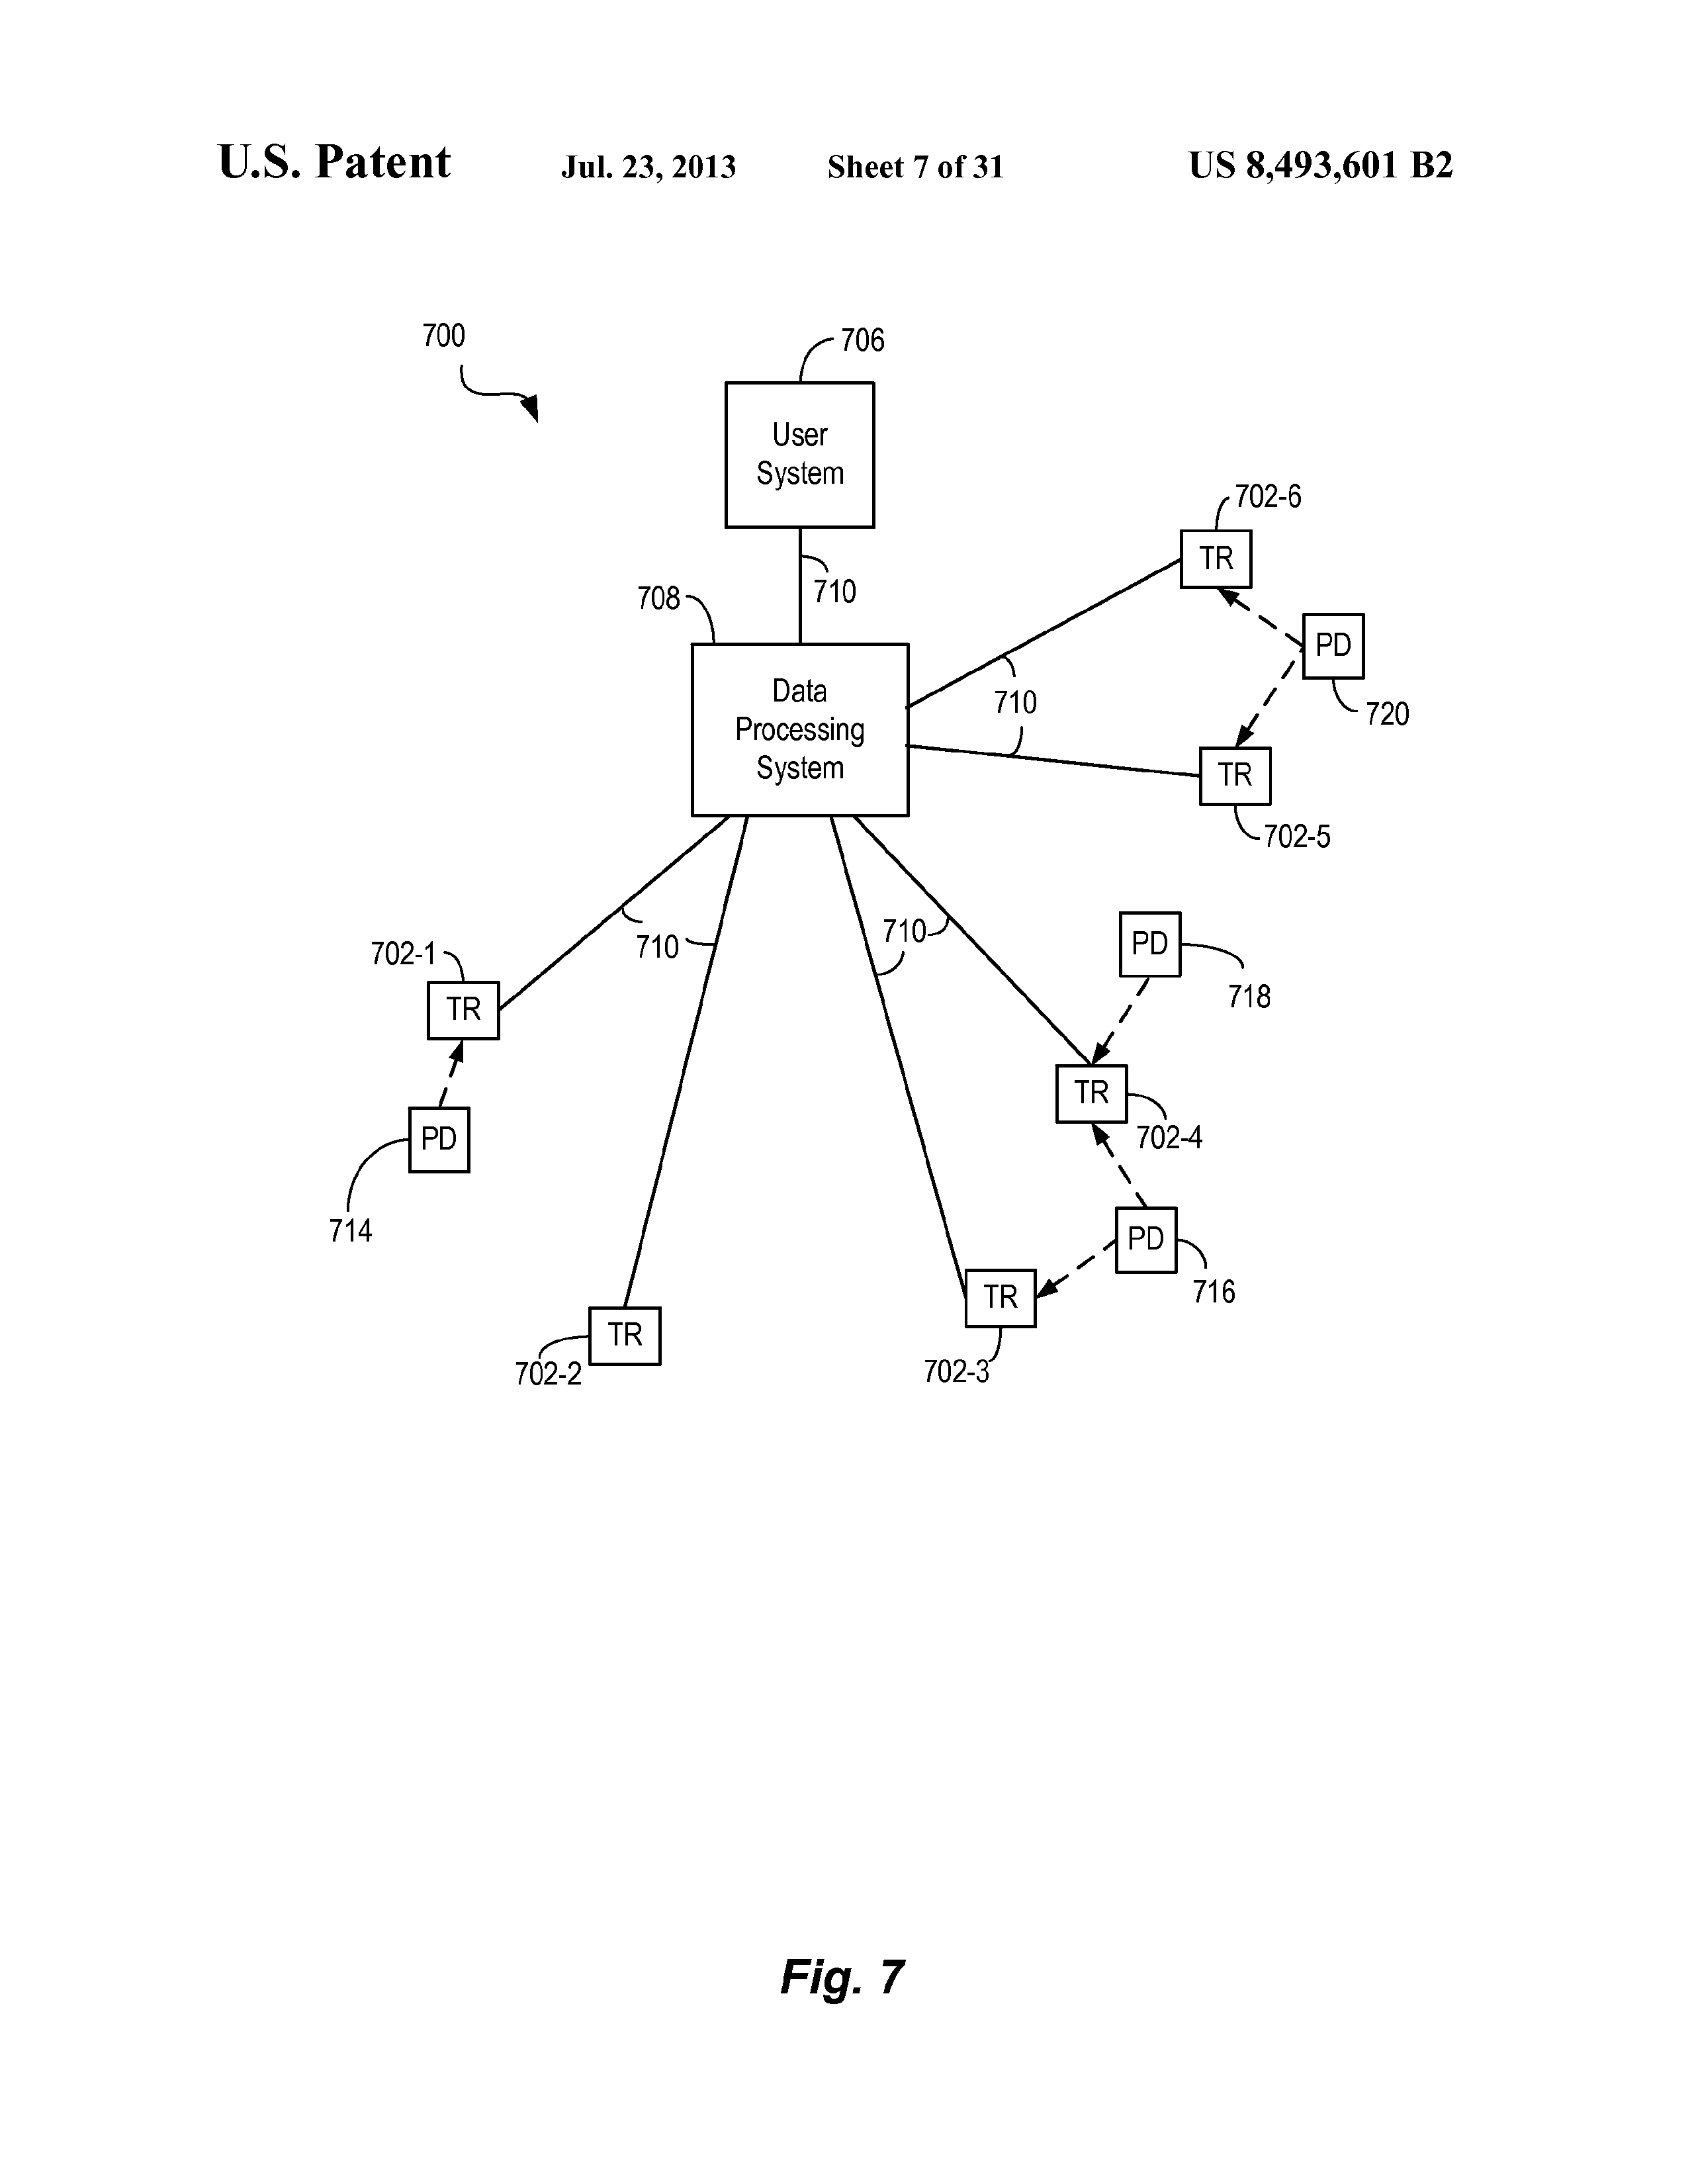 U.S. Patent Jul. 23, 2013 Sheet 7 of 31 US 8,493,601 B2
700
706
User
System
702-6
TR
710
708
PD
720
Data
Processing
System
710
TR
702-5
710
710
PD
718
702-1
TR
TR
702-4
PD
714
PD
716
TR
702-3
TR
702-2
Fig. 7